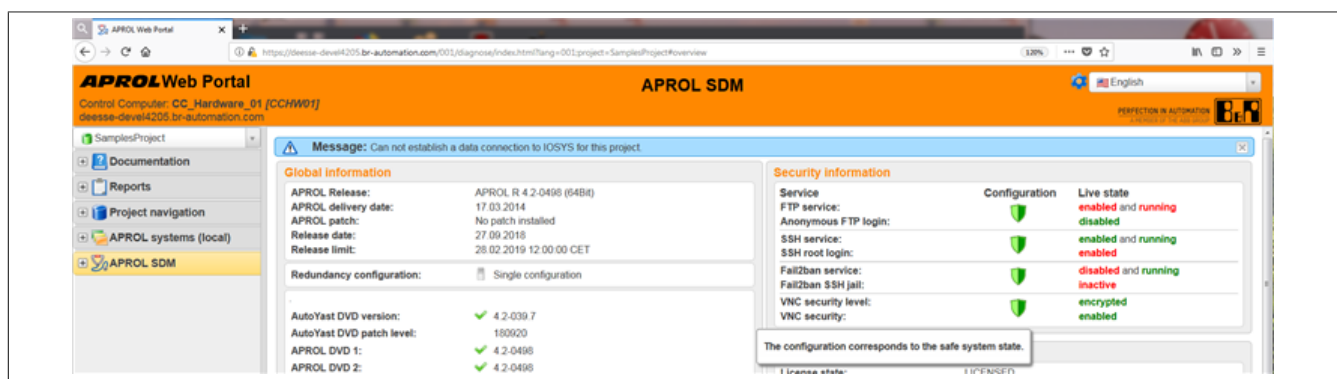 APROL Web Portal
https://deesse-devel4205.br-automation.com/001/diagnose/index.html?lang=001;project=SamplesProject#overview
120%
APROL Web Portal
APROL SDM
English
Control Computer: CC_Hardware_01 [CCHW01]
deesse-devel4205.br-automation.com
PERFECTION IN AUTOMATION
A MEMBER OF THE ABB GROUP
B&R
SamplesProject
Documentation
Reports
Project navigation
APROL systems (local)
APROL SDM
Message: Can not establish a data connection to IOSYS for this project.
Global information
APROL Release: APROL R 4.2-0498 (64Bit)
APROL delivery date: 17.03.2014
APROL patch: No patch installed
Release date: 27.09.2018
Release limit: 28.02.2019 12:00:00 CET
Redundancy configuration: Single configuration
AutoYast DVD version: 4.2-039.7
AutoYast DVD patch level: 180920
APROL DVD 1: 4.2-0498
APROL DVD 2: 4.2-0498
Security information
Service Configuration Live state
FTP service: enabled and running
Anonymous FTP login: disabled
SSH service: enabled and running
SSH root login: enabled
Fail2ban service: disabled and running
Fail2ban SSH jail: inactive
VNC security level: encrypted
VNC security: enabled
The configuration corresponds to the safe system state.
License state: LICENSED